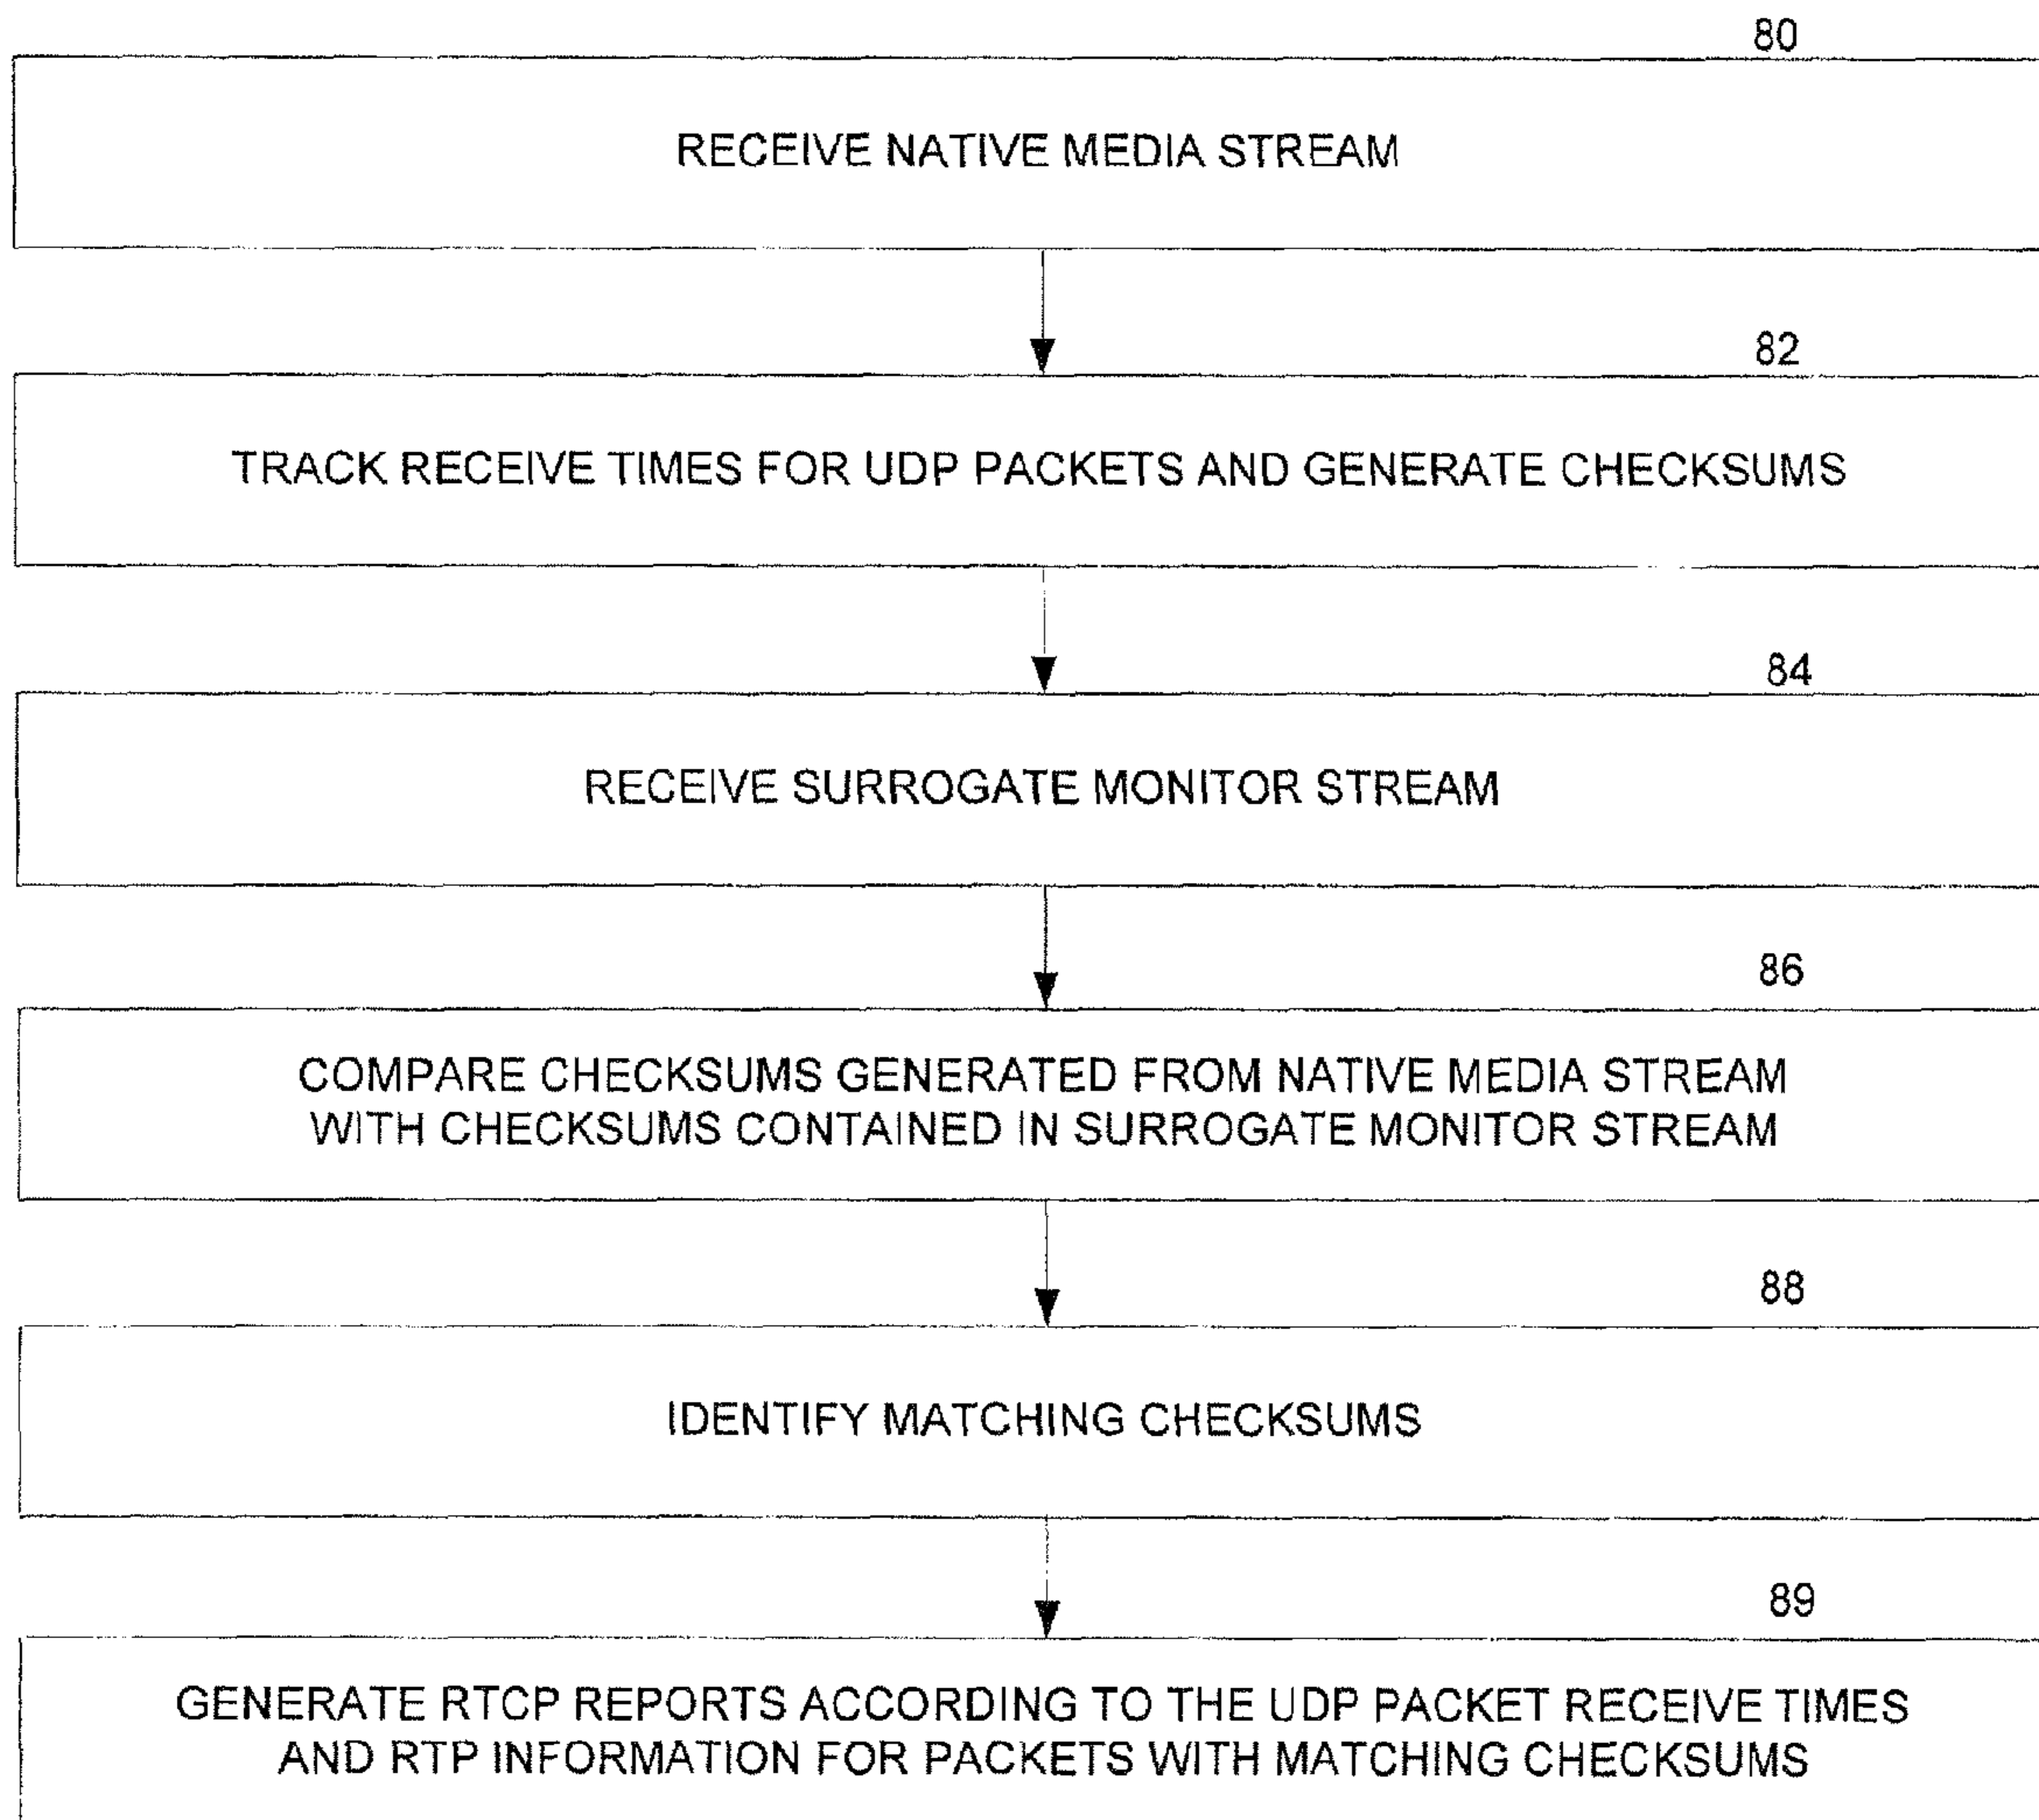 80
RECEIVE NATIVE MEDIA STREAM
82
TRACK RECEIVE TIMES FOR UDP PACKETS AND GENERATE CHECKSUMS
84
RECEIVE SURROGATE MONITOR STREAM
86
COMPARE CHECKSUMS GENERATED FROM NATIVE MEDIA STREAM
WITH CHECKSUMS CONTAINED IN SURROGATE MONITOR STREAM
88
IDENTIFY MATCHING CHECKSUMS
89
GENERATE RTCP REPORTS ACCORDING TO THE UDP PACKET RECEIVE TIMES
AND RTP INFORMATION FOR PACKETS WITH MATCHING CHECKSUMS